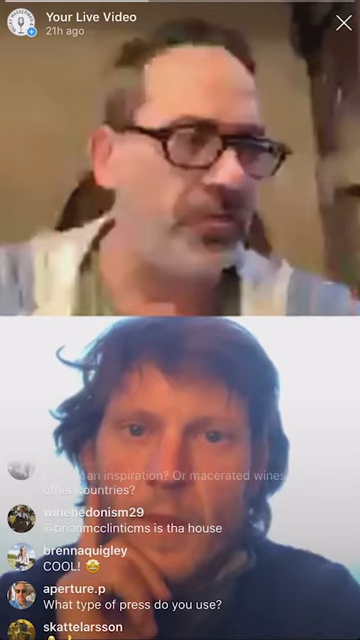 Your Live Video
21h ago
an inspiration? Or macerated wines
other countries?
winehedonism29
@brianmcclinticms is tha house
brennaquigley
COOL! 🤩
aperture.p
What type of press do you use?
skattelarsson